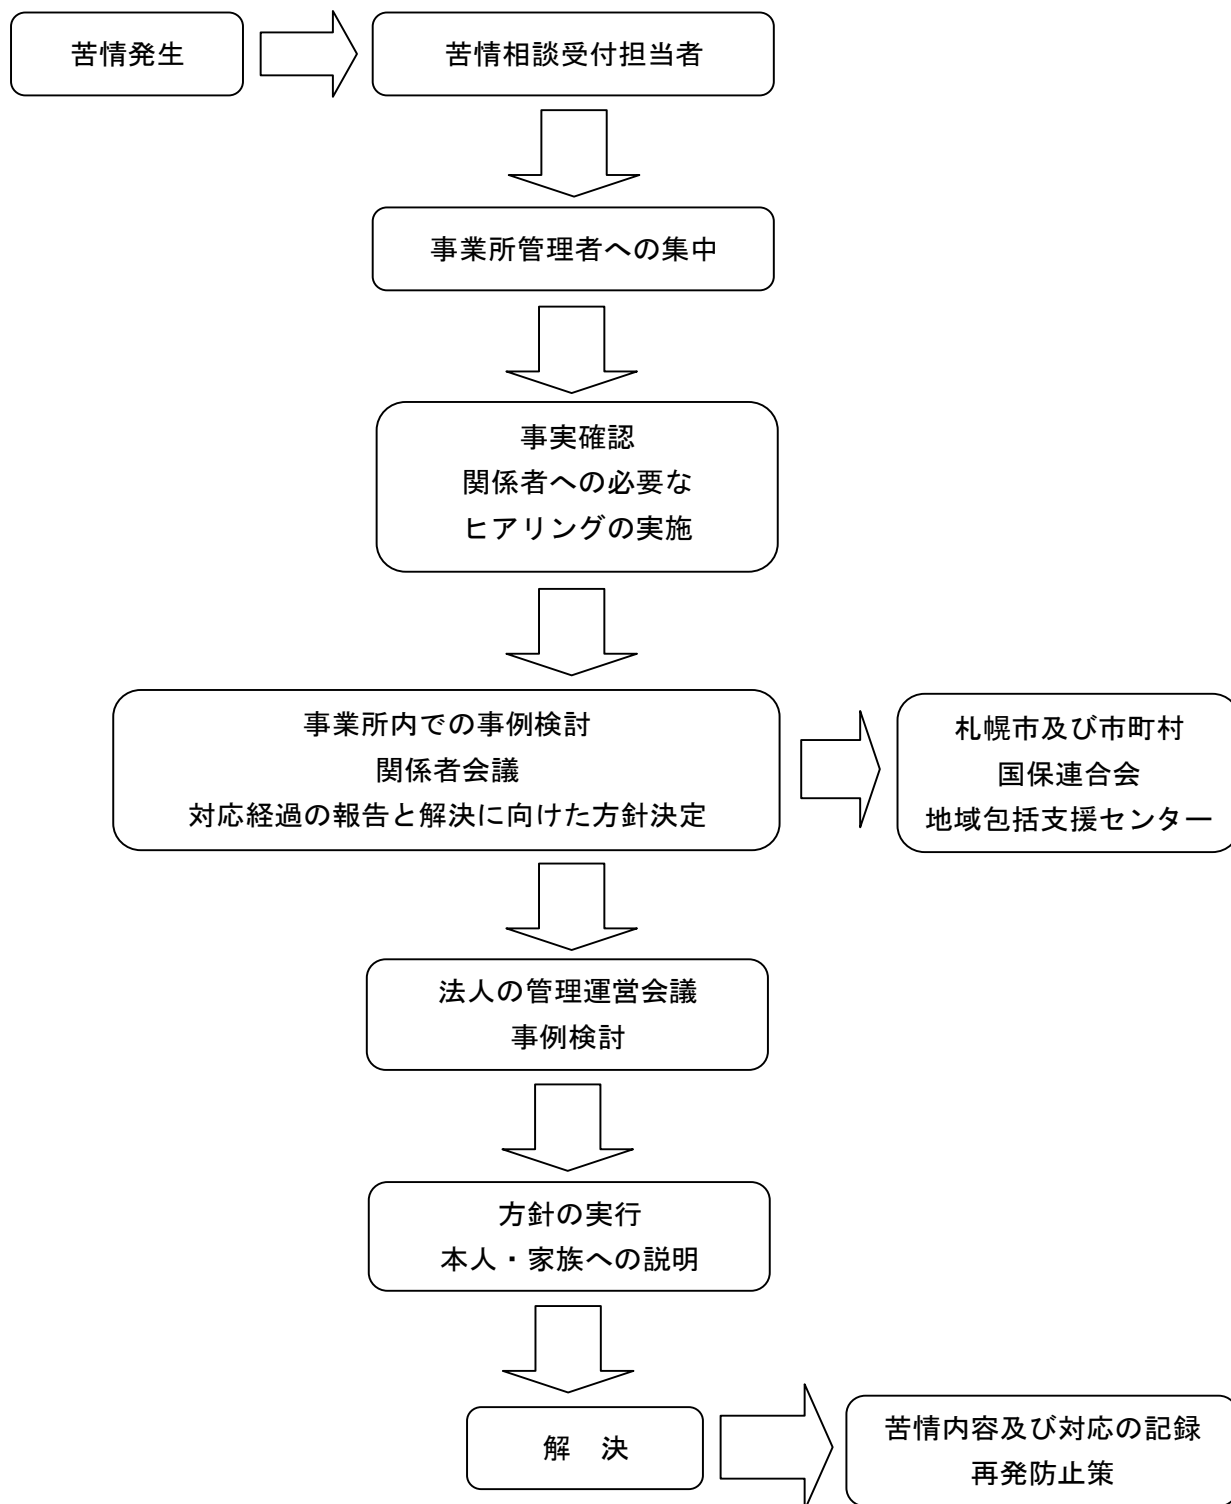 苦情発生
苦情相談受付担当者
事業所管理者への集中
事実確認
関係者への必要な
ヒアリングの実施
事業所内での事例検討
関係者会議
対応経過の報告と解決に向けた方針決定
札幌市及び市町村
国保連合会
地域包括支援センター
法人の管理運営会議
事例検討
方針の実行
本人・家族への説明
解　決
苦情内容及び対応の記録
再発防止策